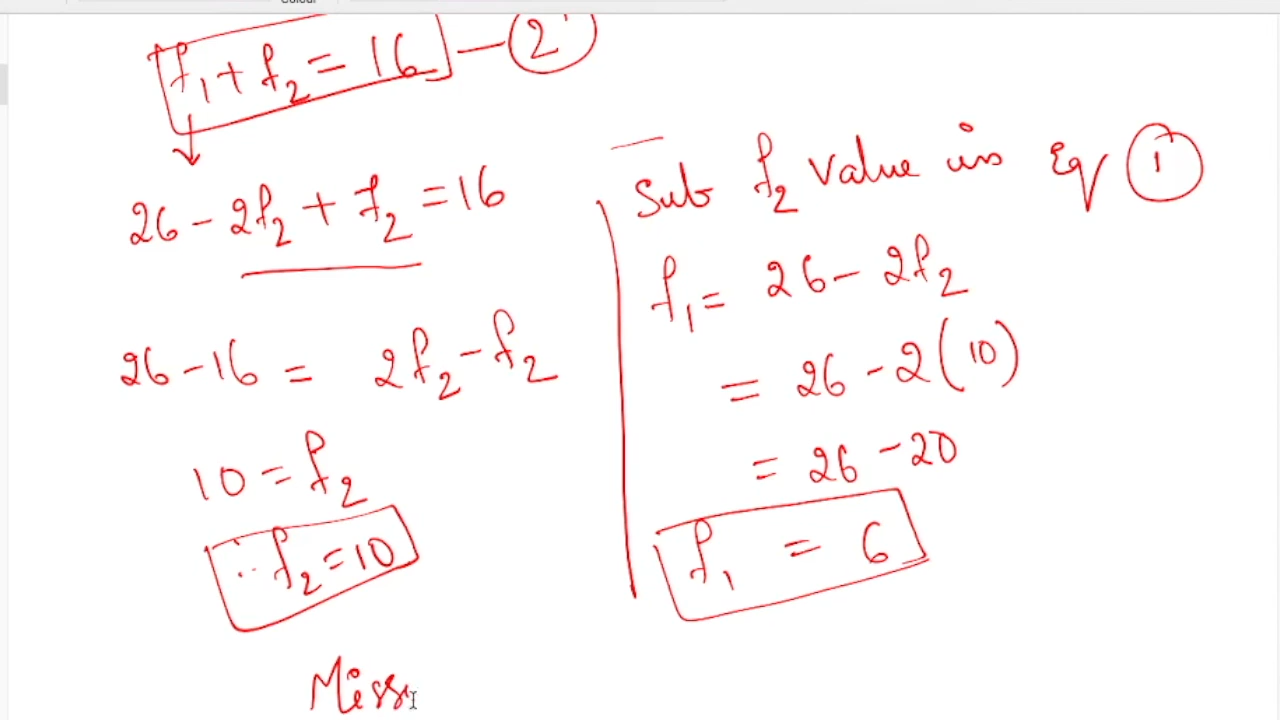 f₁ + f₂ = 16 — ②
26 - 2f₂ + f₂ = 16
26 - 16 = 2f₂ - f₂
10 = f₂
∴ f₂ = 10
Sub f₂ value in Eq ①
f₁ = 26 - 2f₂
= 26 - 2(10)
= 26 - 20
f₁ = 6
Miss